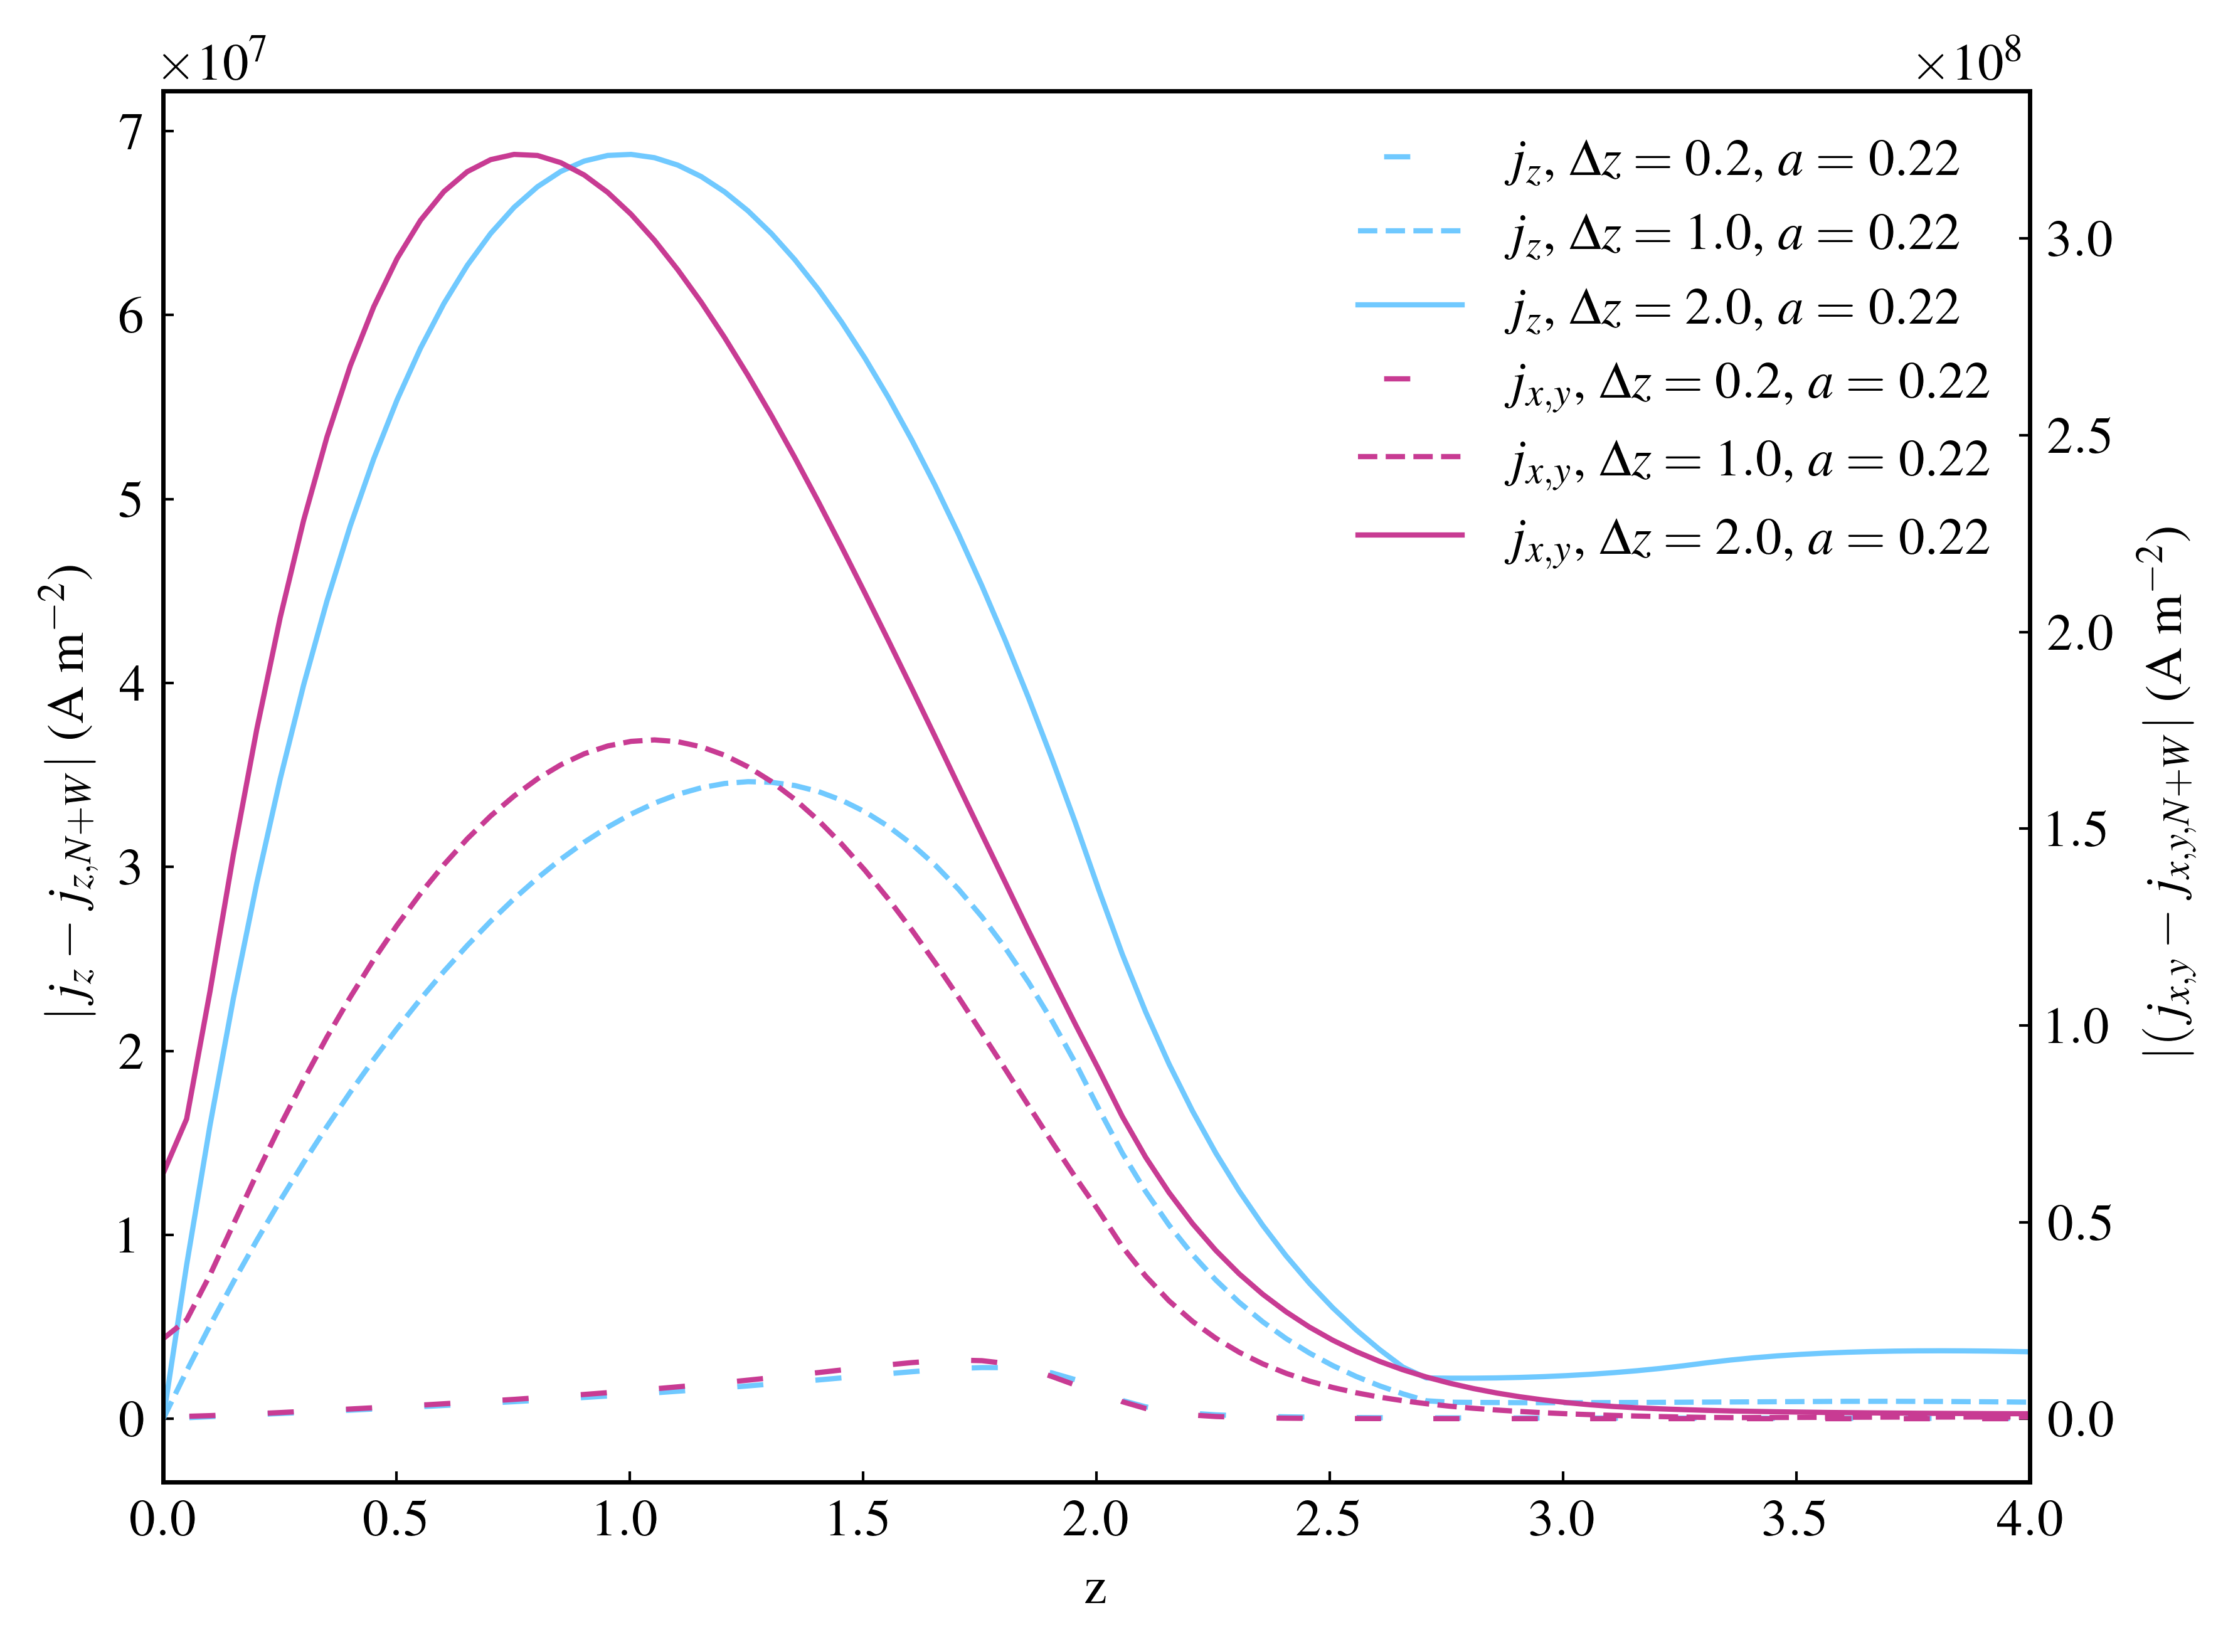 ×10⁷
×10⁸
7
6
5
4
3
2
1
0
|j_z − j_{z,N+W}| (A m⁻²)
j_z, Δz = 0.2, a = 0.22
j_z, Δz = 1.0, a = 0.22
j_z, Δz = 2.0, a = 0.22
j_{x,y}, Δz = 0.2, a = 0.22
j_{x,y}, Δz = 1.0, a = 0.22
j_{x,y}, Δz = 2.0, a = 0.22
3.0
2.5
2.0
1.5
1.0
0.5
0.0
|(j_{x,y} − j_{x,y,N+W}| (A m⁻²)
0.0 0.5 1.0 1.5 2.0 2.5 3.0 3.5 4.0
z